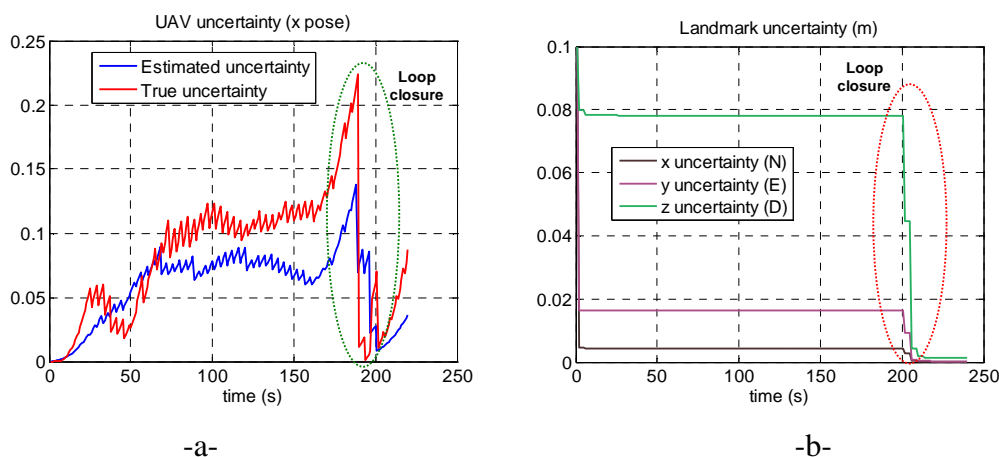 UAV uncertainty (x pose)
0.25
0.2
0.15
0.1
0.05
0
Estimated uncertainty
True uncertainty
Loop
closure
0 50 100 150 200 250
time (s)
-a-
Landmark uncertainty (m)
0.1
0.08
0.06
0.04
0.02
0
Loop
closure
x uncertainty (N)
y uncertainty (E)
z uncertainty (D)
0 50 100 150 200 250
time (s)
-b-